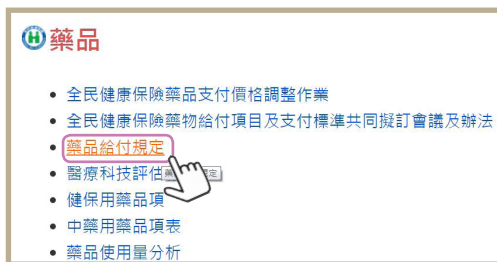 藥品
全民健康保險藥品支付價格調整作業
全民健康保險藥物給付項目及支付標準共同擬訂會議及辦法
藥品給付規定
醫療科技評估
健保用藥品項
中藥用藥品項表
藥品使用量分析